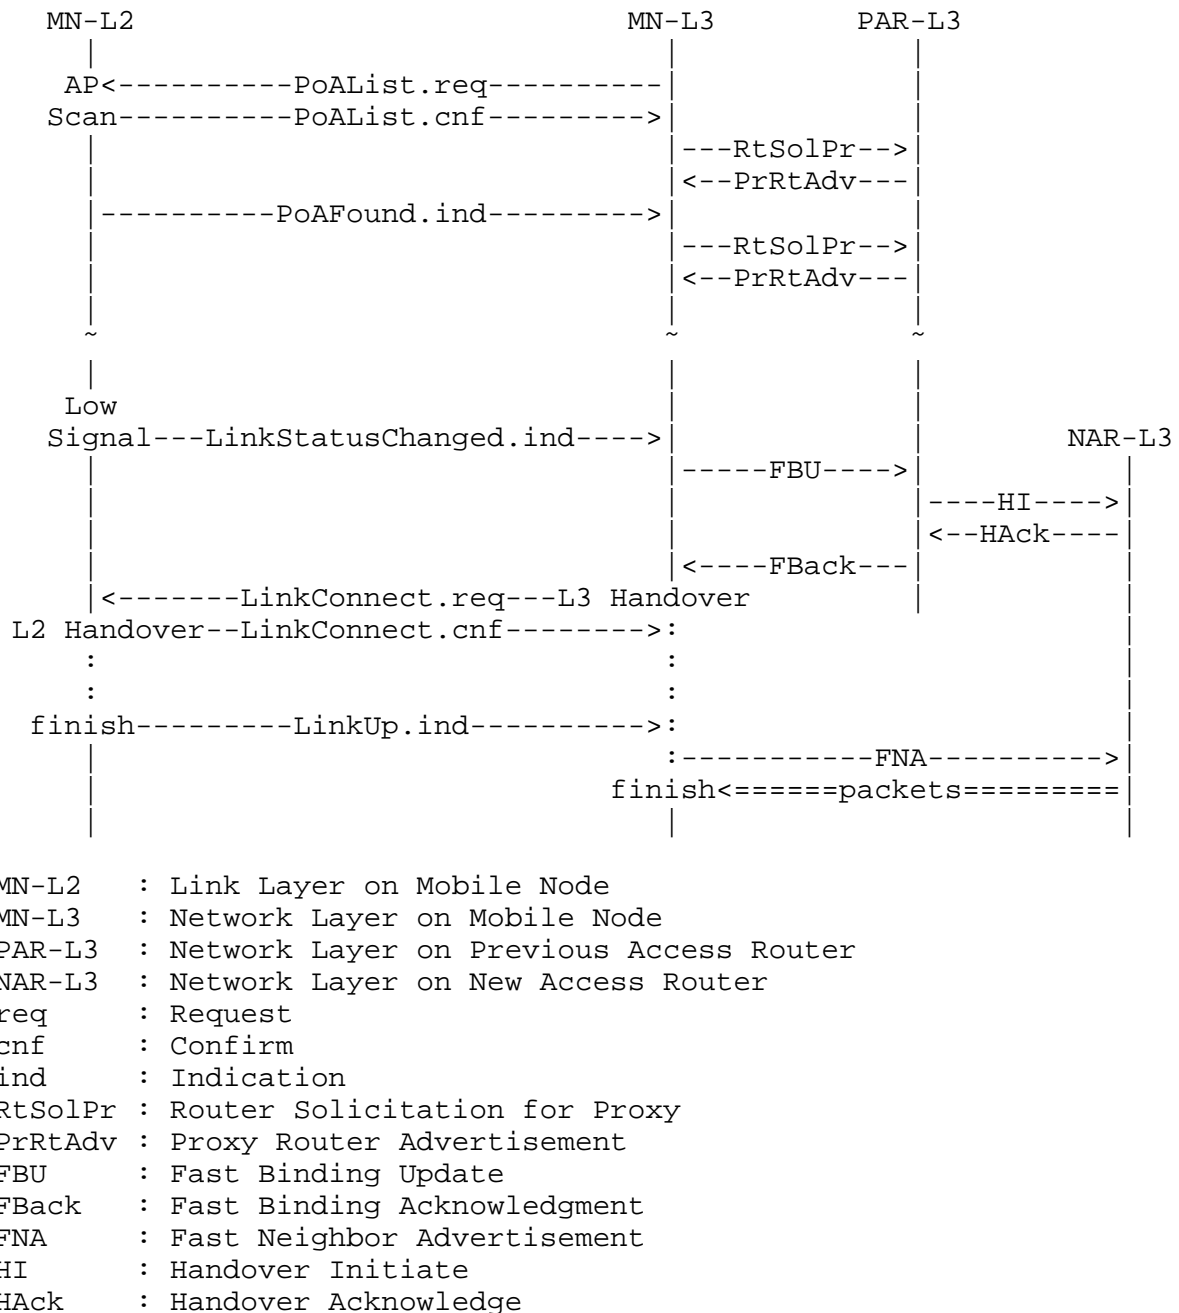 MN-L2                           MN-L3        PAR-L3
  |                               |             |
 AP<----------PoAList.req----------|             |
Scan----------PoAList.cnf--------->|             |
  |                               |---RtSolPr-->|
  |                               |<--PrRtAdv---|
  |----------PoAFound.ind--------->|             |
  |                               |---RtSolPr-->|
  |                               |<--PrRtAdv---|
  |                               |             |
  ~                               ~             ~
  |                               |             |
 Low                              |             |
Signal---LinkStatusChanged.ind---->|             |        NAR-L3
  |                               |-----FBU---->|           |
  |                               |             |----HI---->|
  |                               |             |<--HAck----|
  |                               |<----FBack---|           |
  |<-------LinkConnect.req---L3 Handover         |           |
L2 Handover--LinkConnect.cnf-------->:                       |
  :                               :                         |
  :                               :                         |
finish---------LinkUp.ind---------->:                        |
  |                               :-----------FNA---------->|
  |                            finish<======packets=========|
  |                               |                         |
MN-L2 : Link Layer on Mobile Node
MN-L3 : Network Layer on Mobile Node
PAR-L3 : Network Layer on Previous Access Router
NAR-L3 : Network Layer on New Access Router
req : Request
cnf : Confirm
ind : Indication
RtSolPr : Router Solicitation for Proxy
PrRtAdv : Proxy Router Advertisement
FBU : Fast Binding Update
FBack : Fast Binding Acknowledgment
FNA : Fast Neighbor Advertisement
HI : Handover Initiate
HAck : Handover Acknowledge